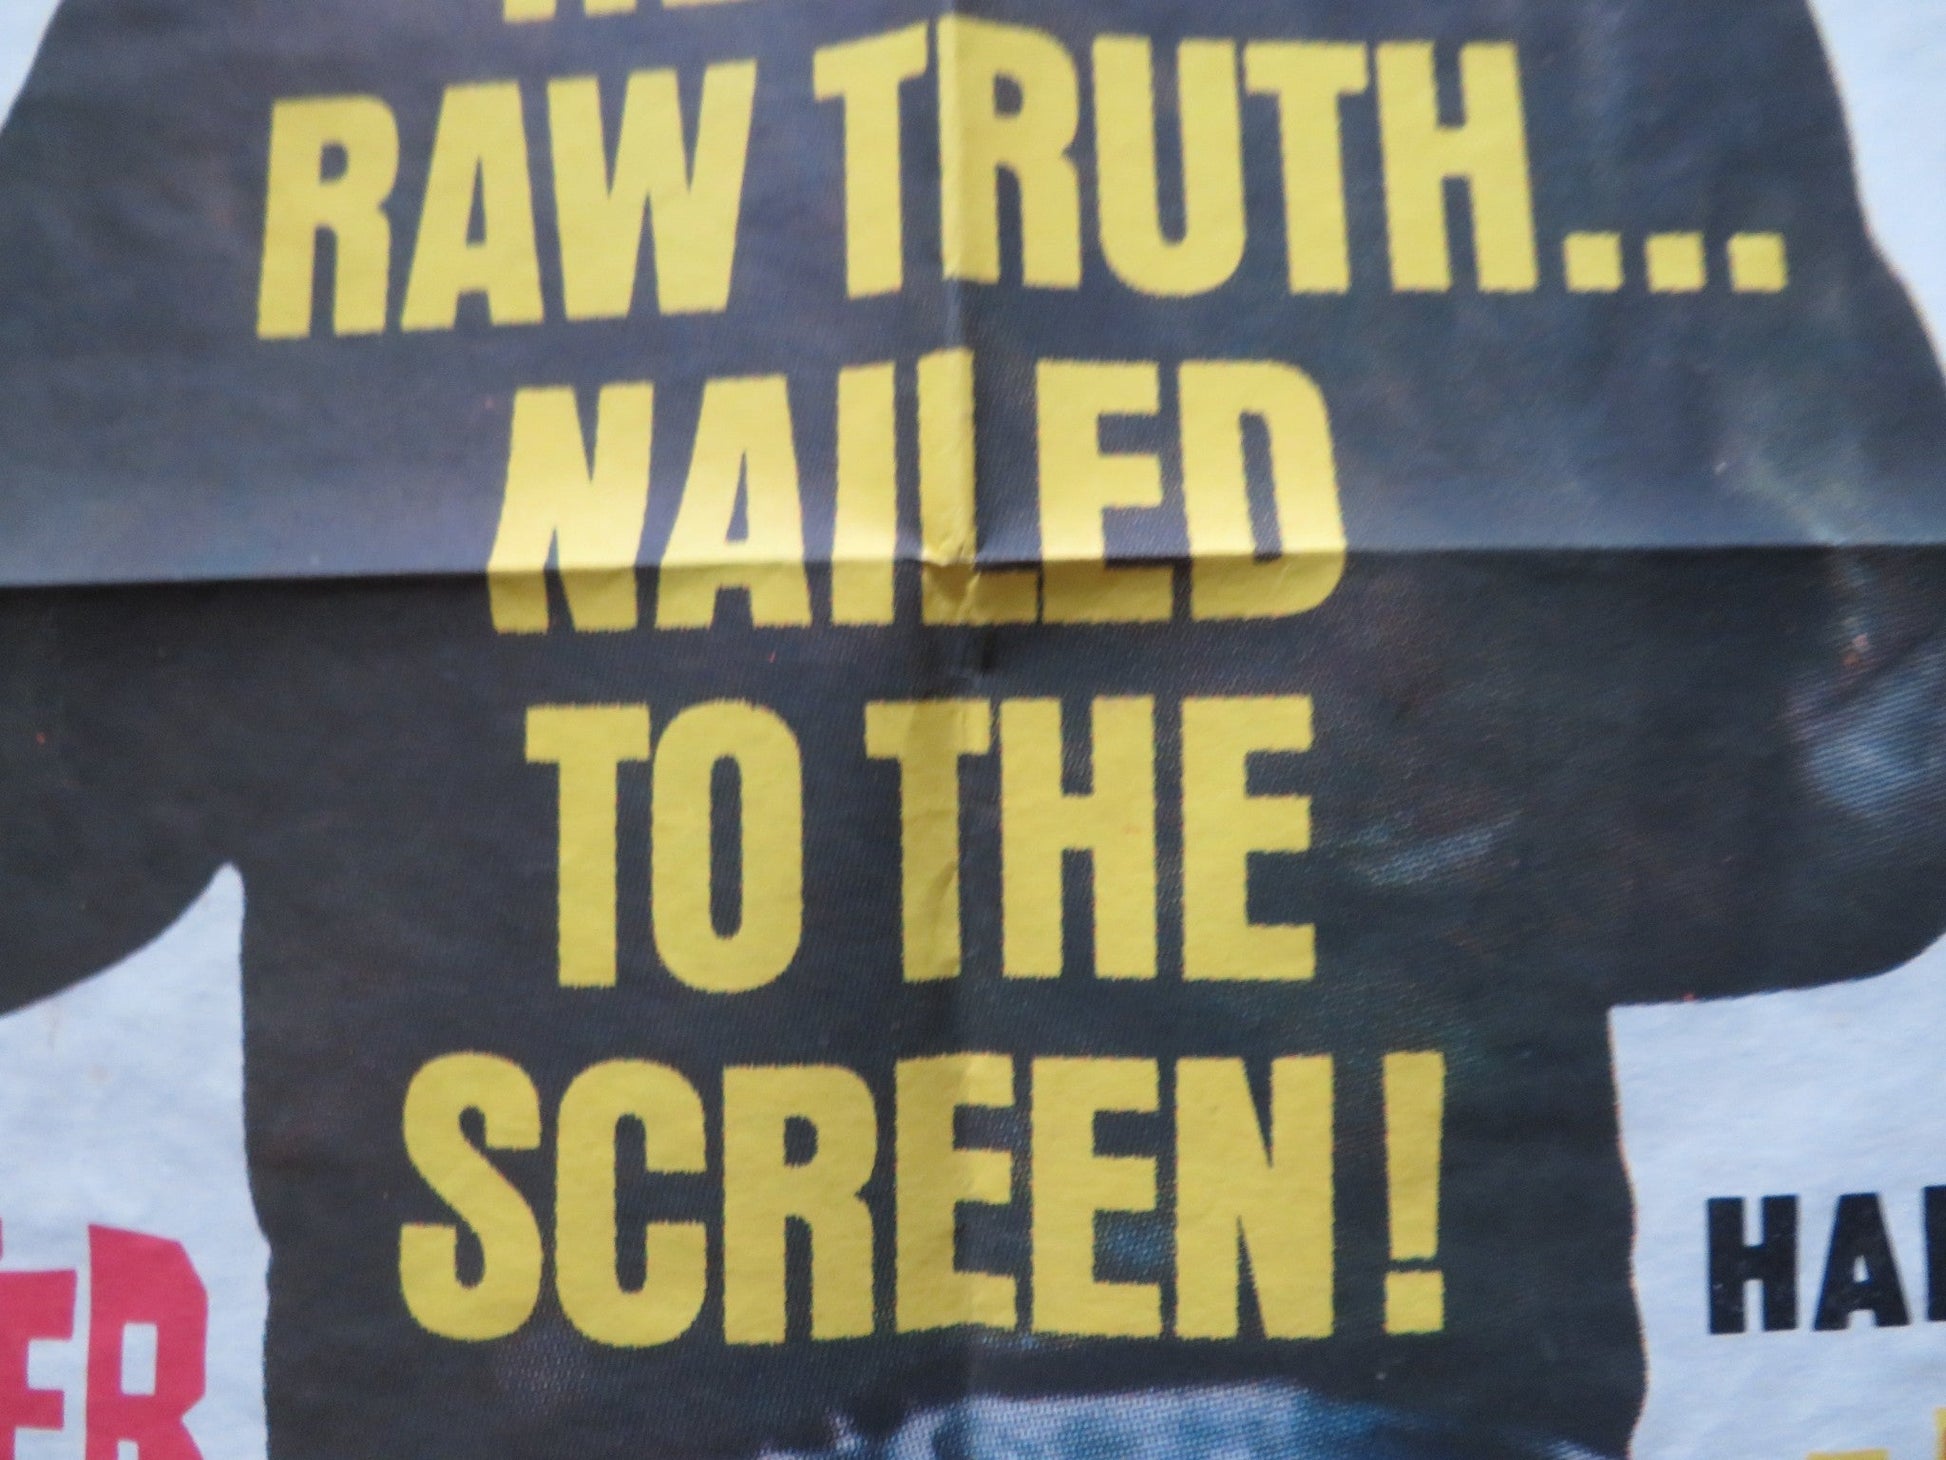 RAW TRUTH...
NAILED
TO THE
SCREEN!